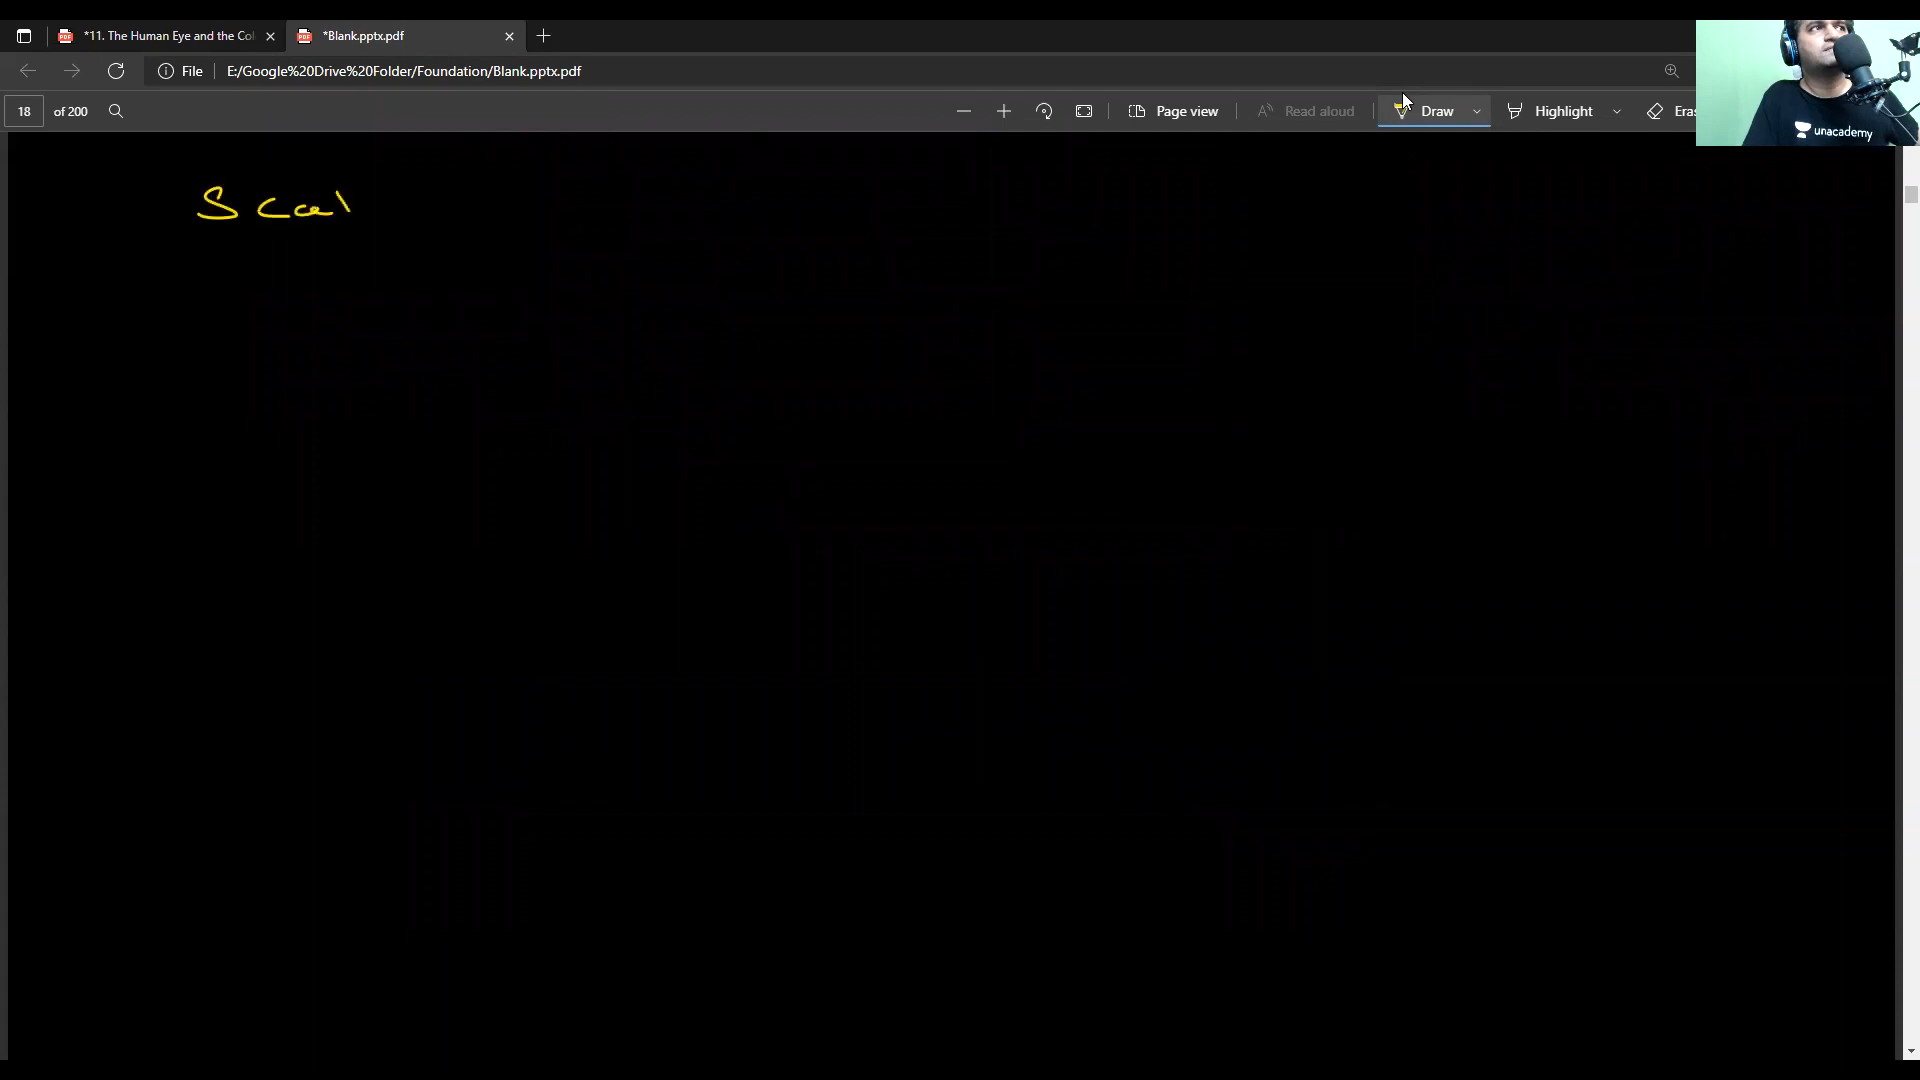 *11. The Human Eye and the Col
*Blank.pptx.pdf
File
E:/Google%20Drive%20Folder/Foundation/Blank.pptx.pdf
18 of 200
Page view
Read aloud
Draw
Highlight
Eras
unacademy
Scal